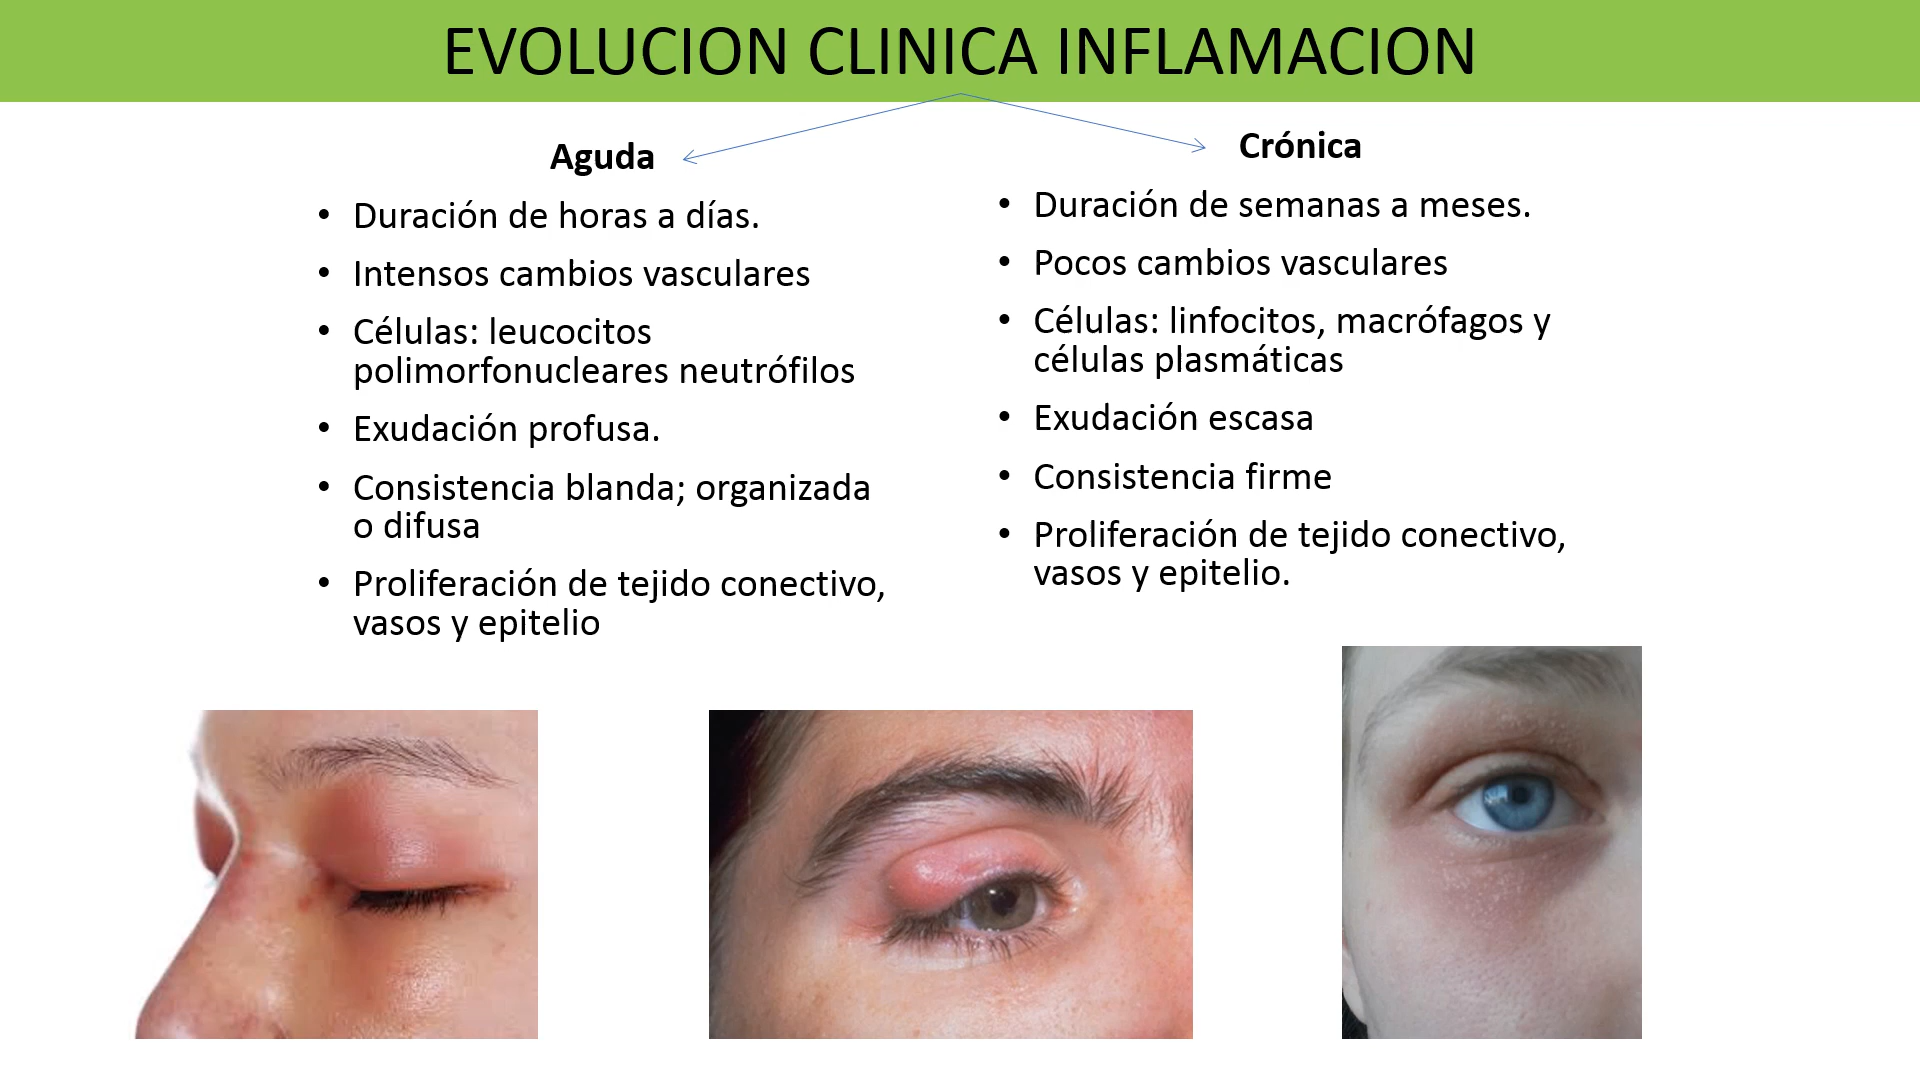 EVOLUCION CLINICA INFLAMACION
Aguda
• Duración de horas a días.
• Intensos cambios vasculares
• Células: leucocitos
polimorfonucleares neutrófilos
• Exudación profusa.
• Consistencia blanda; organizada
o difusa
• Proliferación de tejido conectivo,
vasos y epitelio
Crónica
• Duración de semanas a meses.
• Pocos cambios vasculares
• Células: linfocitos, macrófagos y
células plasmáticas
• Exudación escasa
• Consistencia firme
• Proliferación de tejido conectivo,
vasos y epitelio.